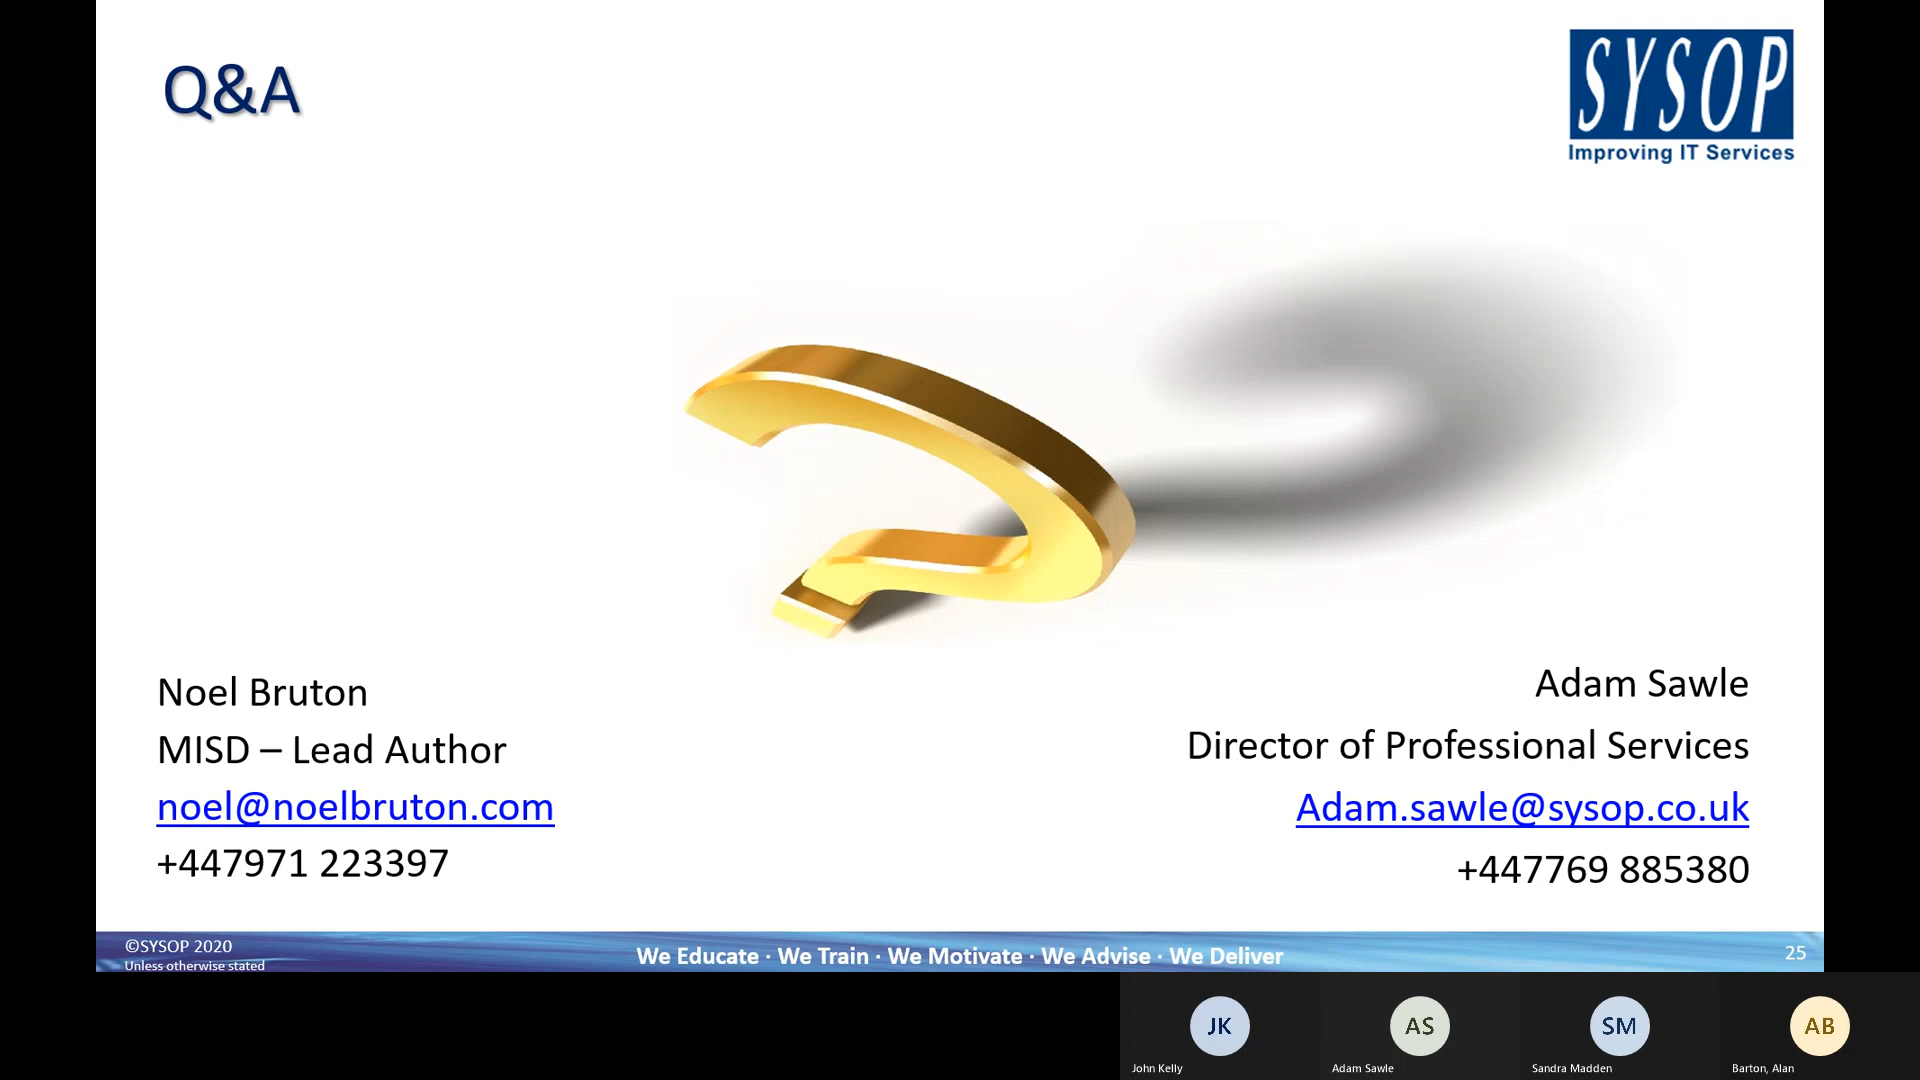 Q&A
SYSOP
Improving IT Services
Noel Bruton
MISD – Lead Author
noel@noelbruton.com
+447971 223397
Adam Sawle
Director of Professional Services
Adam.sawle@sysop.co.uk
+447769 885380
©SYSOP 2020
Unless otherwise stated
We Educate · We Train · We Motivate · We Advise · We Deliver
25
JK
John Kelly
AS
Adam Sawle
SM
Sandra Madden
AB
Barton, Alan